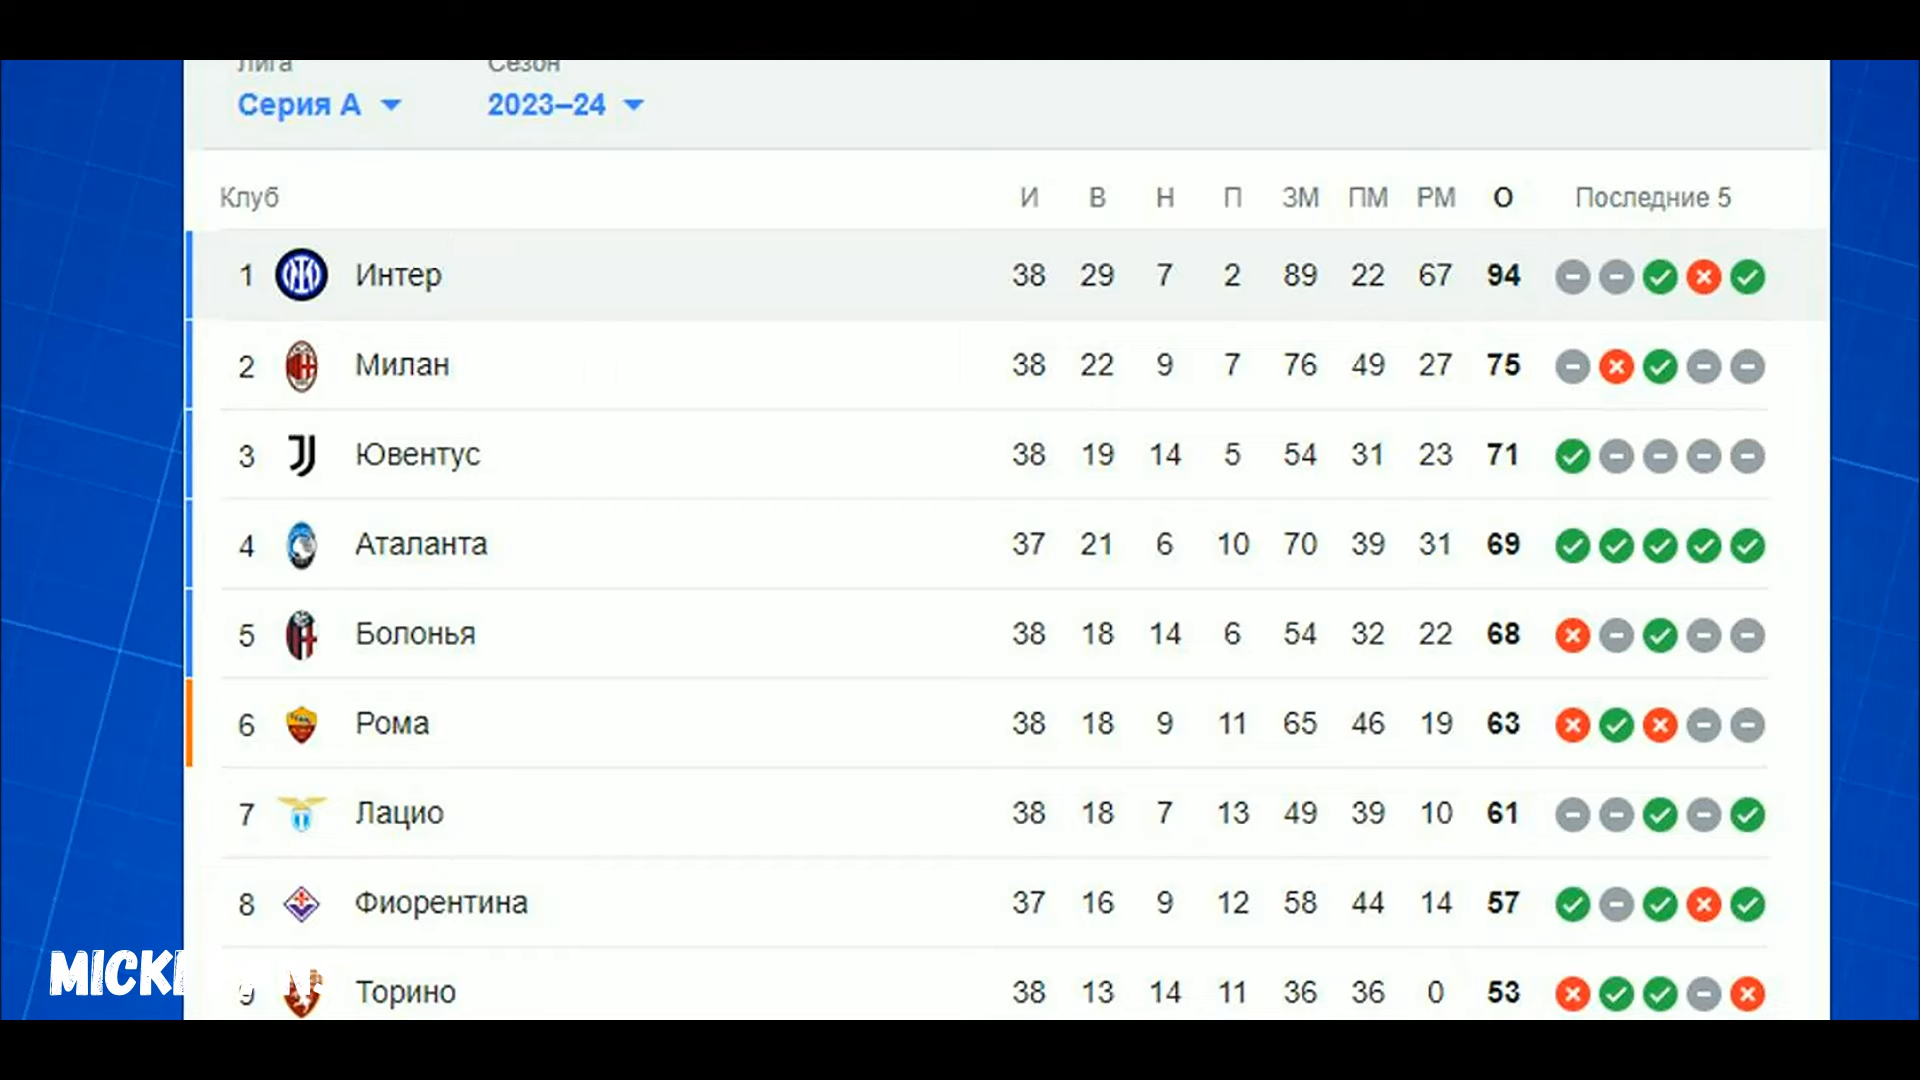 Лига Сезон
Серия А 2023–24
Клуб И В Н П ЗМ ПМ РМ О Последние 5
1 Интер 38 29 7 2 89 22 67 94
2 Милан 38 22 9 7 76 49 27 75
3 Ювентус 38 19 14 5 54 31 23 71
4 Аталанта 37 21 6 10 70 39 31 69
5 Болонья 38 18 14 6 54 32 22 68
6 Рома 38 18 9 11 65 46 19 63
7 Лацио 38 18 7 13 49 39 10 61
8 Фиорентина 37 16 9 12 58 44 14 57
9 Торино 38 13 14 11 36 36 0 53